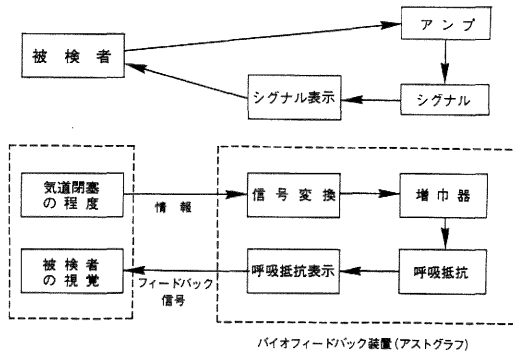 アンプ
被検者
シグナル表示
シグナル
気道閉塞
の程度
情報
信号変換
増巾器
被検者
の視覚
フィードバック
信号
呼吸抵抗表示
呼吸抵抗
バイオフィードバック装置(アストグラフ)